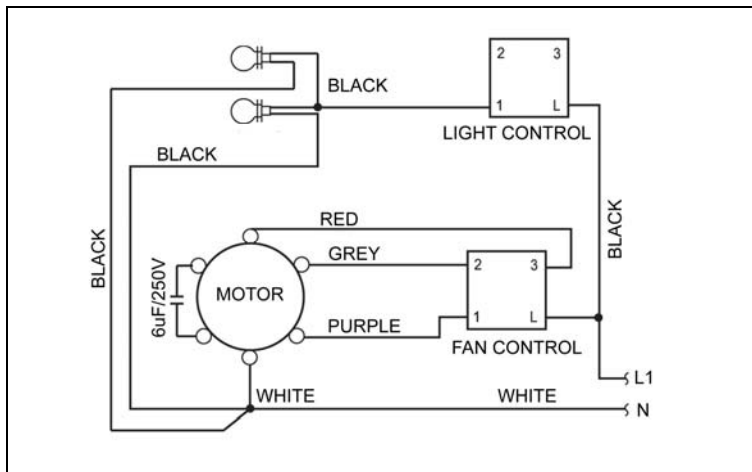 2 3
BLACK
1 L
LIGHT CONTROL
BLACK
BLACK
BLACK
RED
GREY
2 3
6uF/250V
MOTOR
PURPLE
1 L
FAN CONTROL
L1
WHITE
WHITE
N